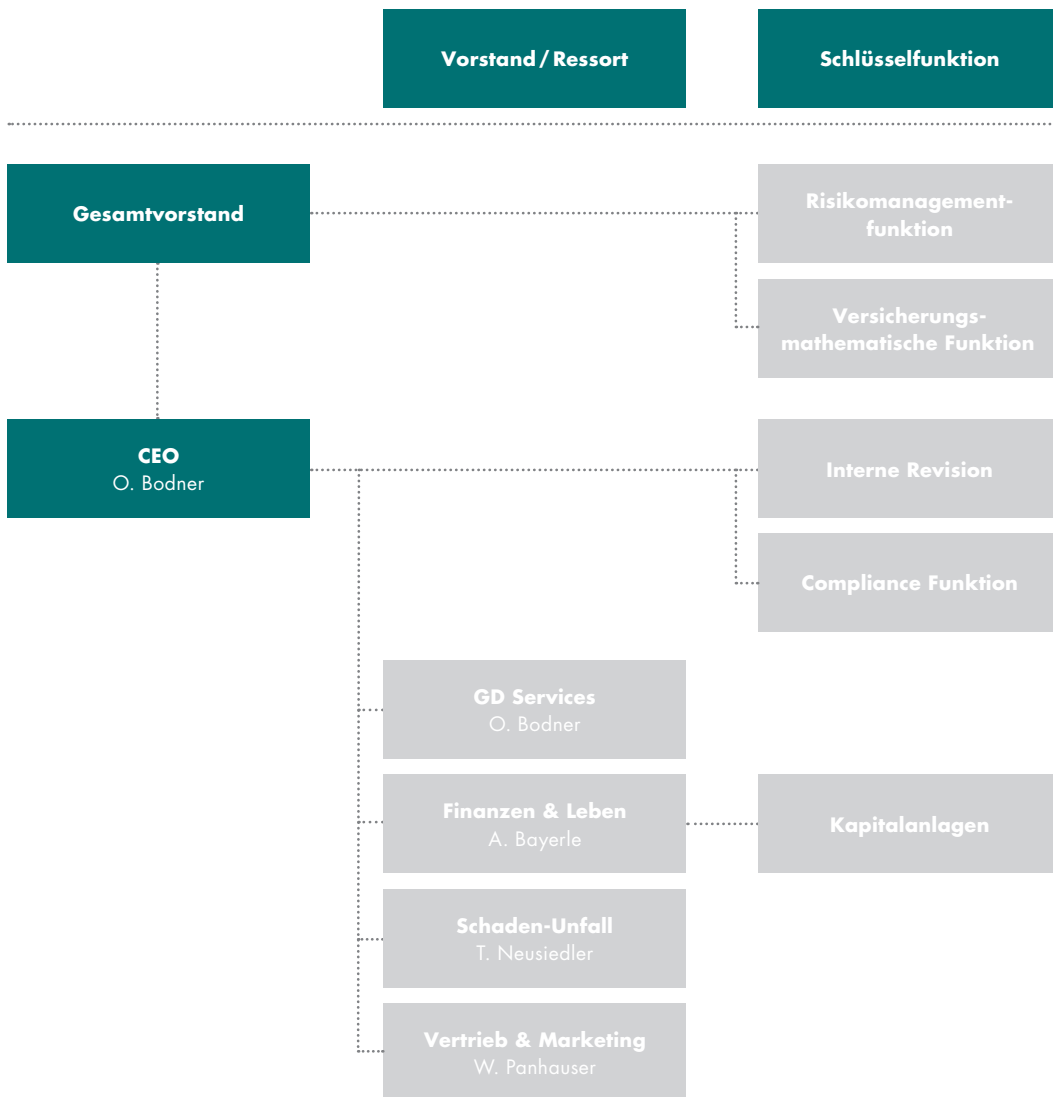 Vorstand / Ressort
Schlüsselfunktion
Gesamtvorstand
Risikomanagement-
funktion
Versicherungs-
mathematische Funktion
CEO
O. Bodner
Interne Revision
Compliance Funktion
GD Services
O. Bodner
Finanzen & Leben
A. Bayerle
Kapitalanlagen
Schaden-Unfall
T. Neusiedler
Vertrieb & Marketing
W. Panhauser